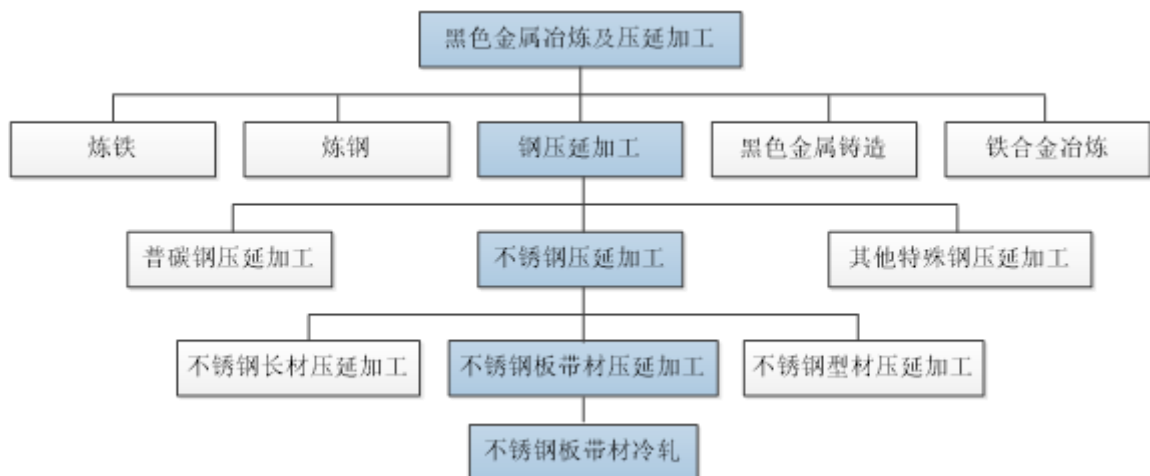 黑色金属冶炼及压延加工
炼铁
炼钢
钢压延加工
黑色金属铸造
铁合金冶炼
普碳钢压延加工
不锈钢压延加工
其他特殊钢压延加工
不锈钢长材压延加工
不锈钢板带材压延加工
不锈钢型材压延加工
不锈钢板带材冷轧